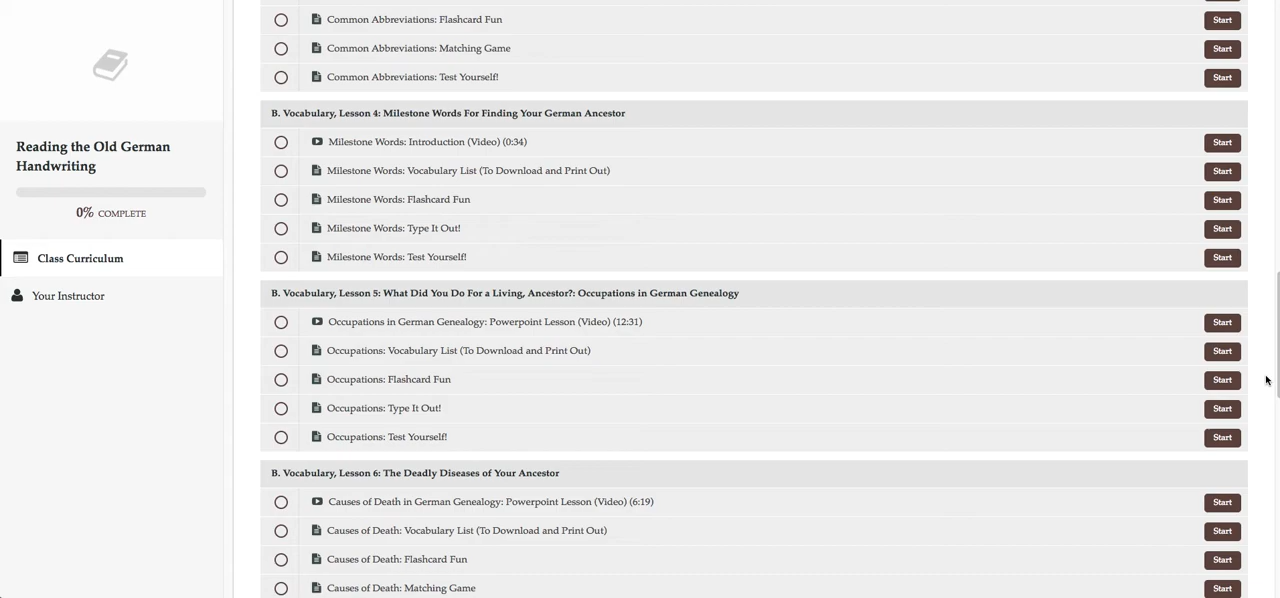 Reading the Old German
Handwriting
0% COMPLETE
Class Curriculum
Your Instructor
Common Abbreviations: Flashcard Fun Start
Common Abbreviations: Matching Game Start
Common Abbreviations: Test Yourself! Start
B. Vocabulary, Lesson 4: Milestone Words For Finding Your German Ancestor
Milestone Words: Introduction (Video) (0:34) Start
Milestone Words: Vocabulary List (To Download and Print Out) Start
Milestone Words: Flashcard Fun Start
Milestone Words: Type It Out! Start
Milestone Words: Test Yourself! Start
B. Vocabulary, Lesson 5: What Did You Do For a Living, Ancestor?: Occupations in German Genealogy
Occupations in German Genealogy: Powerpoint Lesson (Video) (12:31) Start
Occupations: Vocabulary List (To Download and Print Out) Start
Occupations: Flashcard Fun Start
Occupations: Type It Out! Start
Occupations: Test Yourself! Start
B. Vocabulary, Lesson 6: The Deadly Diseases of Your Ancestor
Causes of Death in German Genealogy: Powerpoint Lesson (Video) (6:19) Start
Causes of Death: Vocabulary List (To Download and Print Out) Start
Causes of Death: Flashcard Fun Start
Causes of Death: Matching Game Start